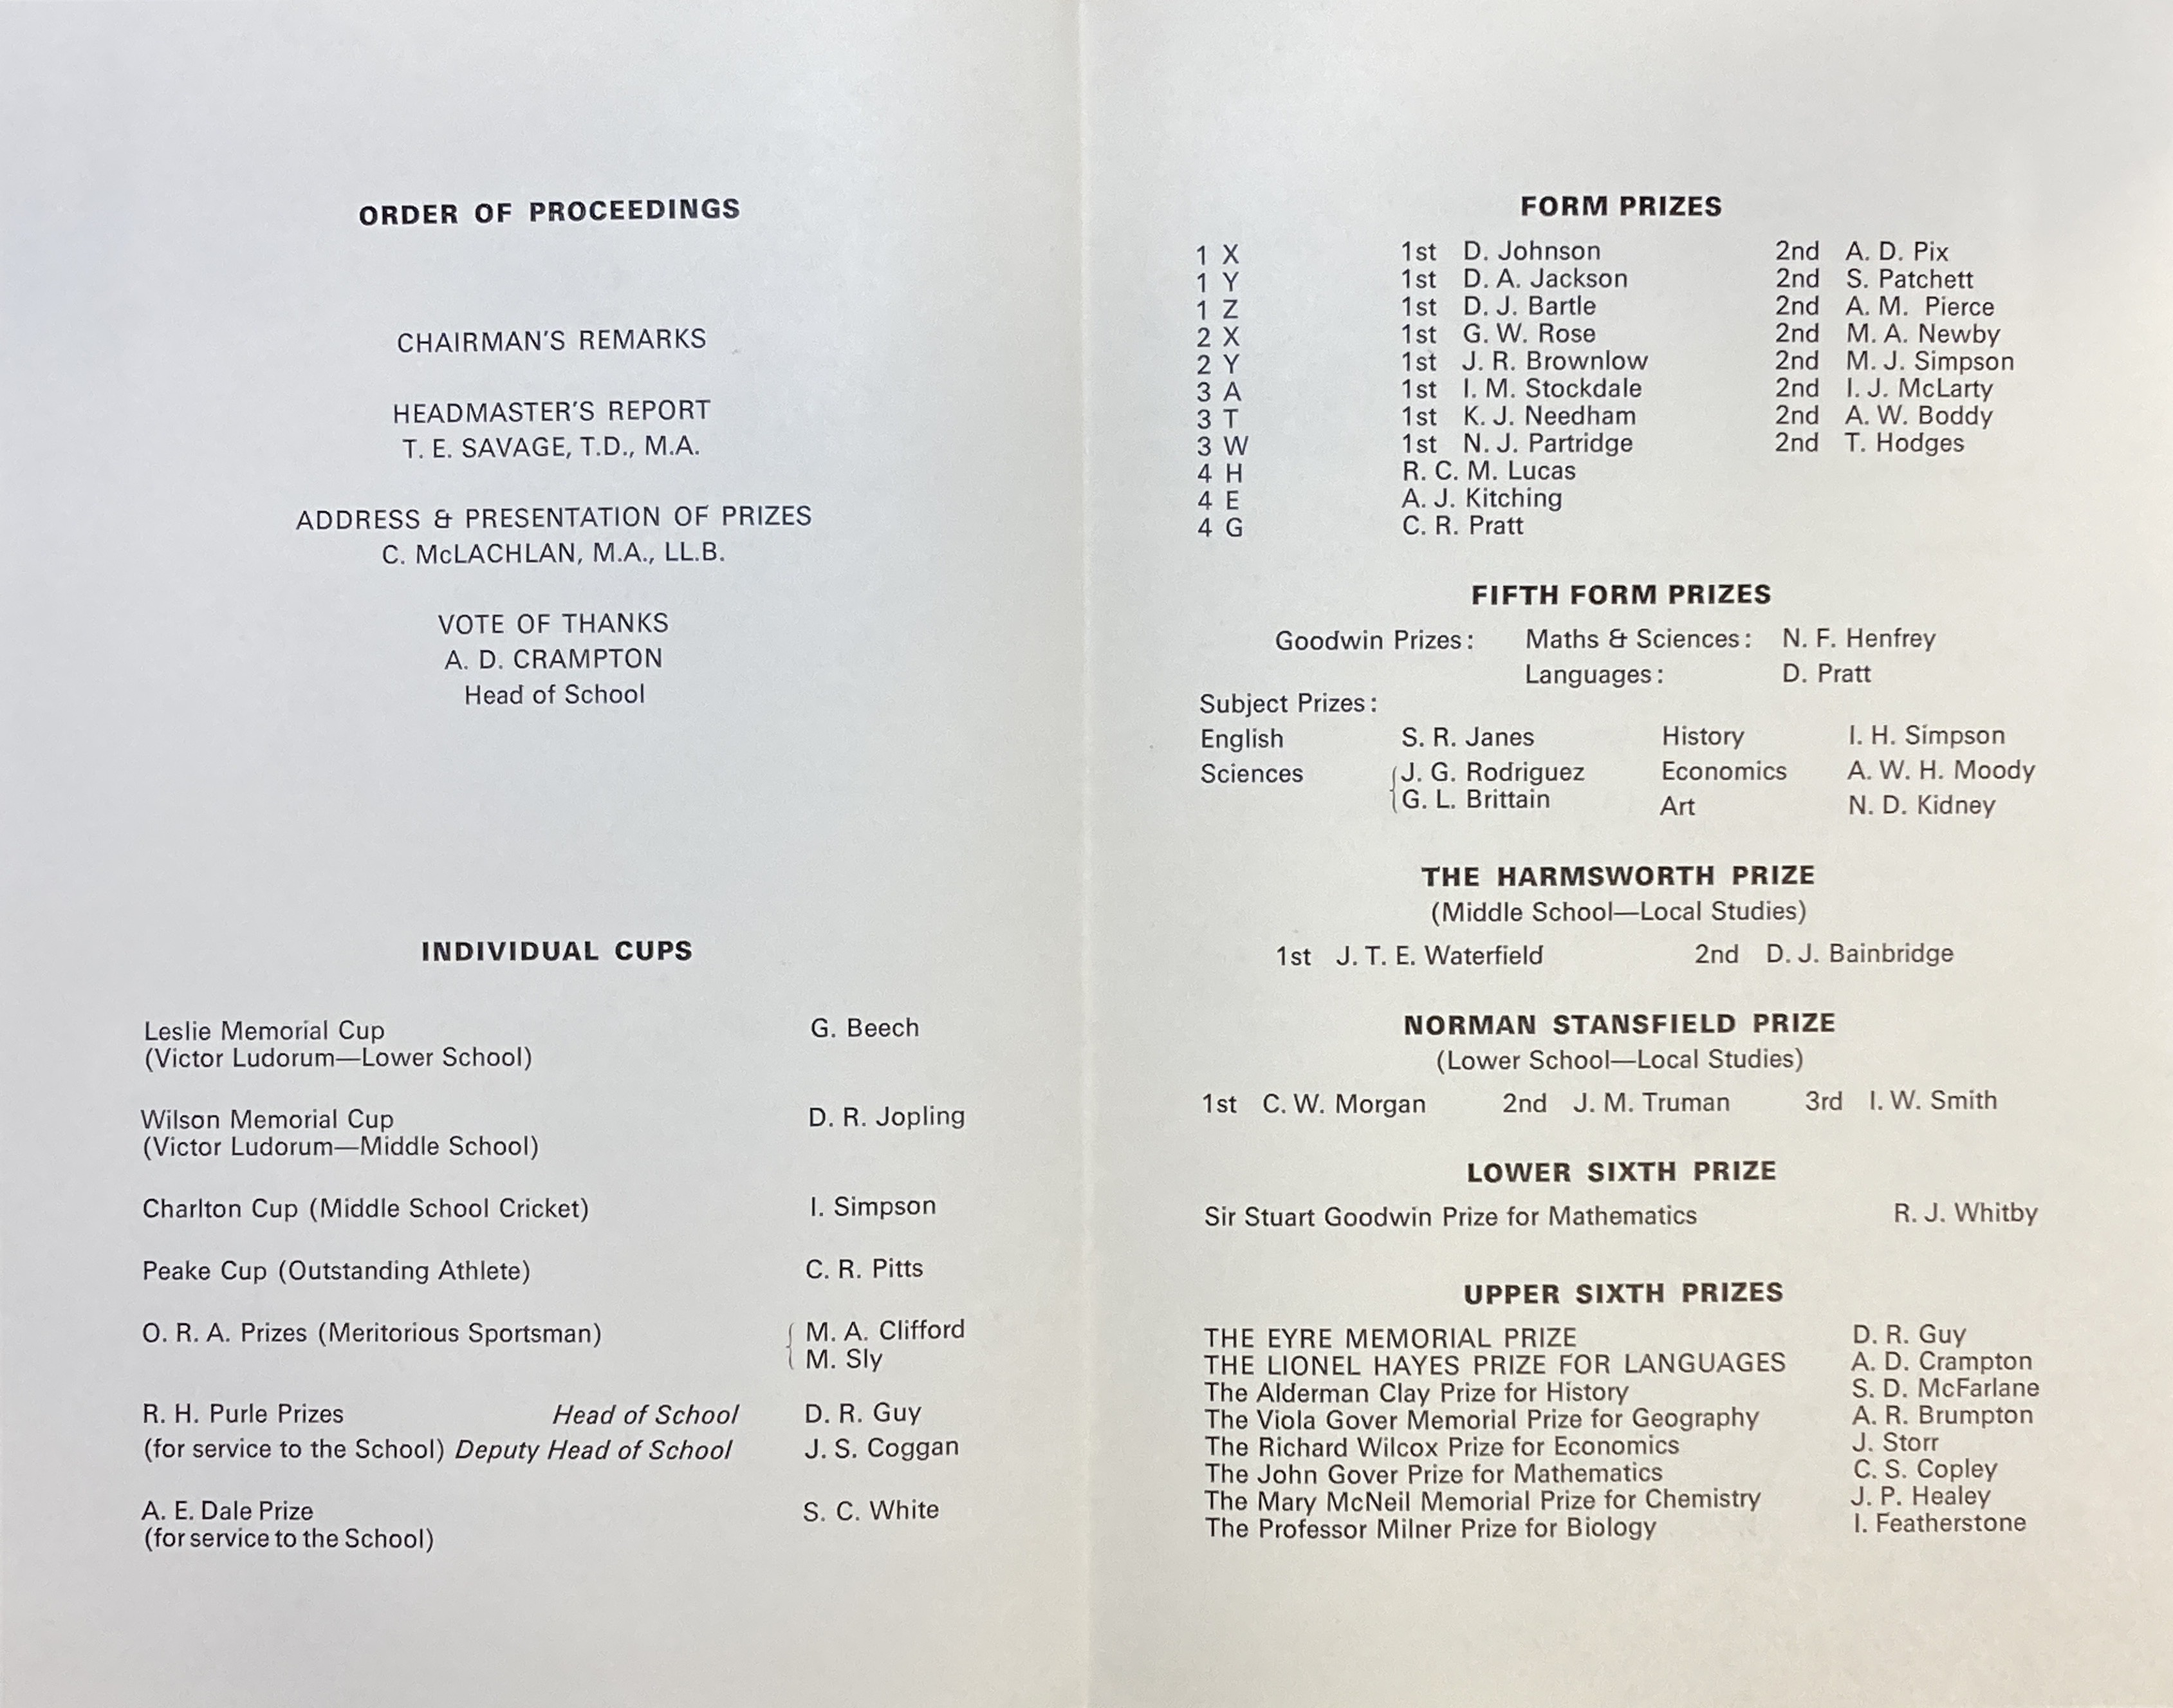 ORDER OF PROCEEDINGS
CHAIRMAN'S REMARKS
HEADMASTER'S REPORT
T. E. SAVAGE, T.D., M.A.
ADDRESS & PRESENTATION OF PRIZES
C. McLACHLAN, M.A., LL.B.
VOTE OF THANKS
A. D. CRAMPTON
Head of School
INDIVIDUAL CUPS
Leslie Memorial Cup G. Beech
(Victor Ludorum—Lower School)
Wilson Memorial Cup D. R. Jopling
(Victor Ludorum—Middle School)
Charlton Cup (Middle School Cricket) I. Simpson
Peake Cup (Outstanding Athlete) C. R. Pitts
O. R. A. Prizes (Meritorious Sportsman) { M. A. Clifford
M. Sly
R. H. Purle Prizes Head of School D. R. Guy
(for service to the School) Deputy Head of School J. S. Coggan
A. E. Dale Prize S. C. White
(for service to the School)
FORM PRIZES
1 X 1st D. Johnson 2nd A. D. Pix
1 Y 1st D. A. Jackson 2nd S. Patchett
1 Z 1st D. J. Bartle 2nd A. M. Pierce
2 X 1st G. W. Rose 2nd M. A. Newby
2 Y 1st J. R. Brownlow 2nd M. J. Simpson
3 A 1st I. M. Stockdale 2nd I. J. McLarty
3 T 1st K. J. Needham 2nd A. W. Boddy
3 W 1st N. J. Partridge 2nd T. Hodges
4 H R. C. M. Lucas
4 E A. J. Kitching
4 G C. R. Pratt
FIFTH FORM PRIZES
Goodwin Prizes: Maths & Sciences: N. F. Henfrey
Languages: D. Pratt
Subject Prizes:
English S. R. Janes History I. H. Simpson
Sciences { J. G. Rodriguez Economics A. W. H. Moody
G. L. Brittain Art N. D. Kidney
THE HARMSWORTH PRIZE
(Middle School—Local Studies)
1st J. T. E. Waterfield 2nd D. J. Bainbridge
NORMAN STANSFIELD PRIZE
(Lower School—Local Studies)
1st C. W. Morgan 2nd J. M. Truman 3rd I. W. Smith
LOWER SIXTH PRIZE
Sir Stuart Goodwin Prize for Mathematics R. J. Whitby
UPPER SIXTH PRIZES
THE EYRE MEMORIAL PRIZE D. R. Guy
THE LIONEL HAYES PRIZE FOR LANGUAGES A. D. Crampton
The Alderman Clay Prize for History S. D. McFarlane
The Viola Gover Memorial Prize for Geography A. R. Brumpton
The Richard Wilcox Prize for Economics J. Storr
The John Gover Prize for Mathematics C. S. Copley
The Mary McNeil Memorial Prize for Chemistry J. P. Healey
The Professor Milner Prize for Biology I. Featherstone